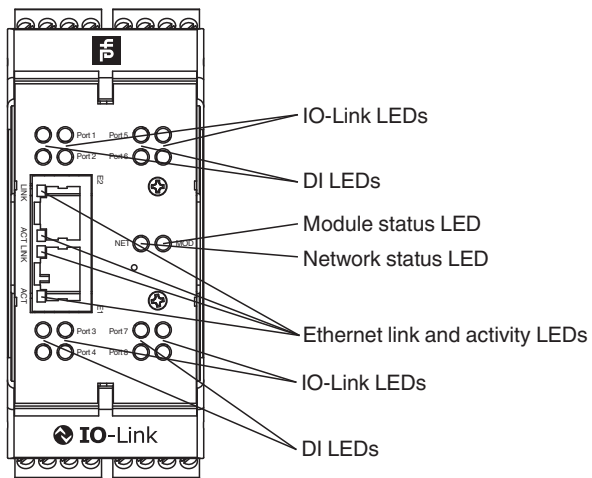 Port 1 Port 5
Port 2 Port 6
IO-Link LEDs
DI LEDs
LINK
E2
ACT LINK
NET MOD
Module status LED
Network status LED
ACT
E1
Ethernet link and activity LEDs
Port 3 Port 7
Port 4 Port 8
IO-Link LEDs
IO-Link
DI LEDs